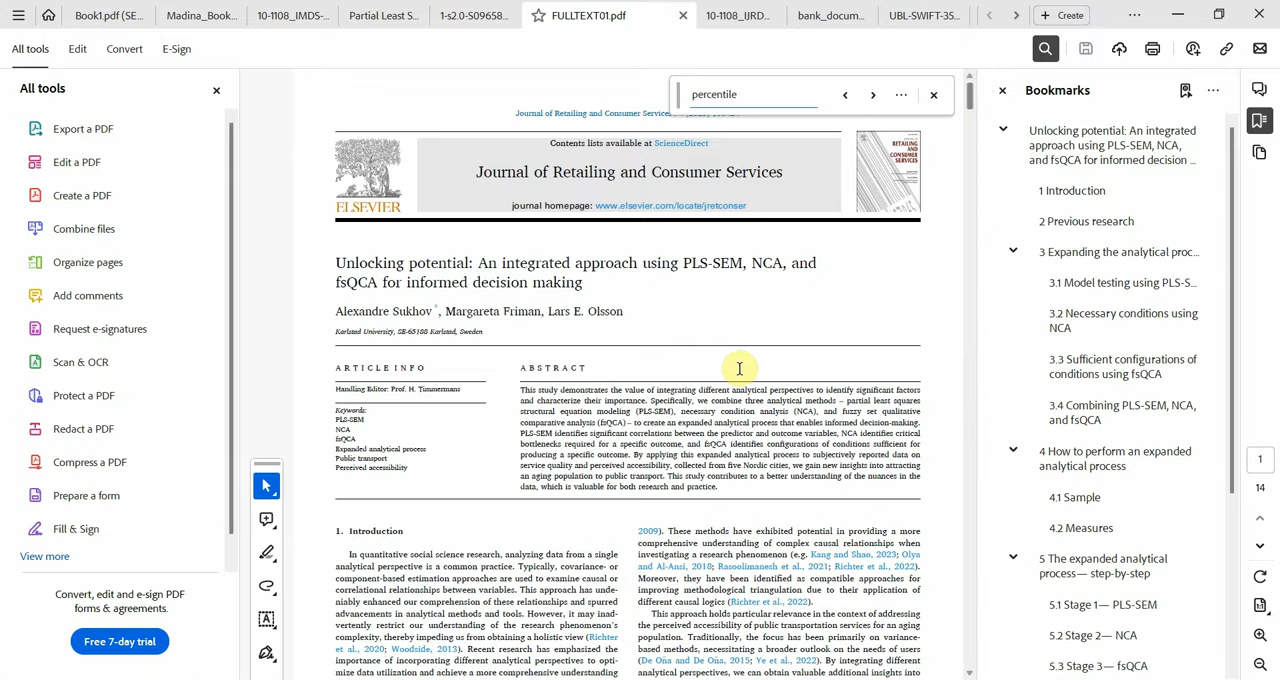 Book1.pdf (SE...
Madina_Book...
10-1108_IMDS-...
Partial Least S...
1-s2.0-S09658...
FULLTEXT01.pdf
10-1108_IJRD...
bank_docum...
UBL-SWIFT-35...
Create
All tools
Edit
Convert
E-Sign
All tools
Export a PDF
Edit a PDF
Create a PDF
Combine files
Organize pages
Add comments
Request e-signatures
Scan & OCR
Protect a PDF
Redact a PDF
Compress a PDF
Prepare a form
Fill & Sign
View more
Convert, edit and e-sign PDF
forms & agreements.
Free 7-day trial
percentile
Journal of Retailing and Consumer Services
Contents lists available at ScienceDirect
Journal of Retailing and Consumer Services
journal homepage: www.elsevier.com/locate/jretconser
ELSEVIER
RETAILING
AND
CONSUMER
SERVICES
Unlocking potential: An integrated approach using PLS-SEM, NCA, and
fsQCA for informed decision making
Alexandre Sukhov *, Margareta Friman, Lars E. Olsson
Karlstad University, SE-65188 Karlstad, Sweden
ARTICLE INFO
Handling Editor: Prof. H. Timmermans
Keywords:
PLS-SEM
NCA
fsQCA
Expanded analytical process
Public transport
Perceived accessibility
ABSTRACT
This study demonstrates the value of integrating different analytical perspectives to identify significant factors
and characterize their importance. Specifically, we combine three analytical methods – partial least squares
structural equation modeling (PLS-SEM), necessary condition analysis (NCA), and fuzzy set qualitative
comparative analysis (fsQCA) – to create an expanded analytical process that enables informed decision-making.
PLS-SEM identifies significant correlations between the predictor and outcome variables, NCA identifies critical
bottlenecks required for a specific outcome, and fsQCA identifies configurations of conditions sufficient for
producing a specific outcome. By applying this expanded analytical process to subjectively reported data on
service quality and perceived accessibility, collected from five Nordic cities, we gain new insights into attracting
an aging population to public transport. This study contributes to a better understanding of the nuances in the
data, which is valuable for both research and practice.
1. Introduction
In quantitative social science research, analyzing data from a single
analytical perspective is a common practice. Typically, covariance- or
component-based estimation approaches are used to examine causal or
correlational relationships between variables. This approach has unde-
niably enhanced our comprehension of these relationships and spurred
advancements in analytical methods and tools. However, it may inad-
vertently restrict our understanding of the research phenomenon's
complexity, thereby impeding us from obtaining a holistic view (Richter
et al., 2020; Woodside, 2013). Recent research has emphasized the
importance of incorporating different analytical perspectives to opti-
mize data utilization and achieve a more comprehensive understanding
2009). These methods have exhibited potential in providing a more
comprehensive understanding of complex causal relationships when
investigating a research phenomenon (e.g. Kang and Shao, 2023; Olya
and Al-Ansi, 2018; Rasoolimanesh et al., 2021; Richter et al., 2022).
Moreover, they have been identified as compatible approaches for
improving methodological triangulation due to their application of
different causal logics (Richter et al., 2022).
This approach holds particular relevance in the context of addressing
the perceived accessibility of public transportation services for an aging
population. Traditionally, the focus has been primarily on variance-
based methods, necessitating a broader outlook on the needs of users
(De Oña and De Oña, 2015; Ye et al., 2022). By integrating different
analytical perspectives, we can obtain valuable additional insights into
Bookmarks
Unlocking potential: An integrated
approach using PLS-SEM, NCA,
and fsQCA for informed decision ...
1 Introduction
2 Previous research
3 Expanding the analytical proc...
3.1 Model testing using PLS-S...
3.2 Necessary conditions using
NCA
3.3 Sufficient configurations of
conditions using fsQCA
3.4 Combining PLS-SEM, NCA,
and fsQCA
4 How to perform an expanded
analytical process
4.1 Sample
4.2 Measures
5 The expanded analytical
process— step-by-step
5.1 Stage 1— PLS-SEM
5.2 Stage 2— NCA
5.3 Stage 3— fsQCA
1
14